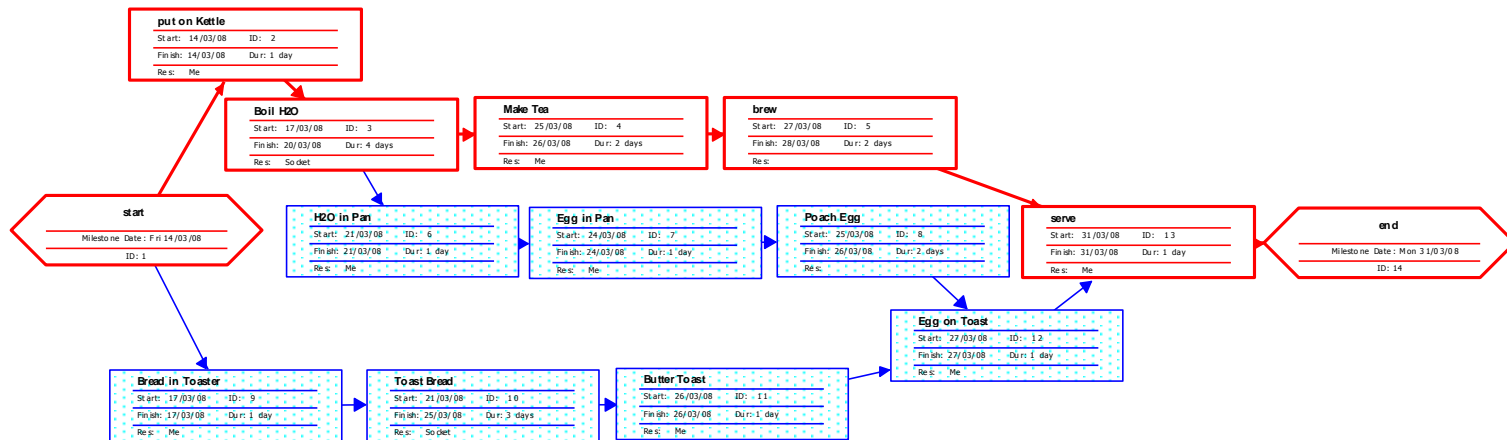 put on Kettle
Start: 14/03/08 ID: 2
Finish: 14/03/08 Dur: 1 day
Res: Me
Boil H2O
Start: 17/03/08 ID: 3
Finish: 20/03/08 Dur: 4 days
Res: Socket
Make Tea
Start: 25/03/08 ID: 4
Finish: 26/03/08 Dur: 2 days
Res: Me
brew
Start: 27/03/08 ID: 5
Finish: 28/03/08 Dur: 2 days
Res:
start
Milestone Date: Fri 14/03/08
ID: 1
H2O in Pan
Start: 21/03/08 ID: 6
Finish: 21/03/08 Dur: 1 day
Res: Me
Egg in Pan
Start: 24/03/08 ID: 7
Finish: 24/03/08 Dur: 1 day
Res: Me
Poach Egg
Start: 25/03/08 ID: 8
Finish: 26/03/08 Dur: 2 days
Res:
serve
Start: 31/03/08 ID: 13
Finish: 31/03/08 Dur: 1 day
Res: Me
end
Milestone Date: Mon 31/03/08
ID: 14
Egg on Toast
Start: 27/03/08 ID: 12
Finish: 27/03/08 Dur: 1 day
Res: Me
Bread in Toaster
Start: 17/03/08 ID: 9
Finish: 17/03/08 Dur: 1 day
Res: Me
Toast Bread
Start: 21/03/08 ID: 10
Finish: 25/03/08 Dur: 3 days
Res: Socket
Butter Toast
Start: 26/03/08 ID: 11
Finish: 26/03/08 Dur: 1 day
Res: Me